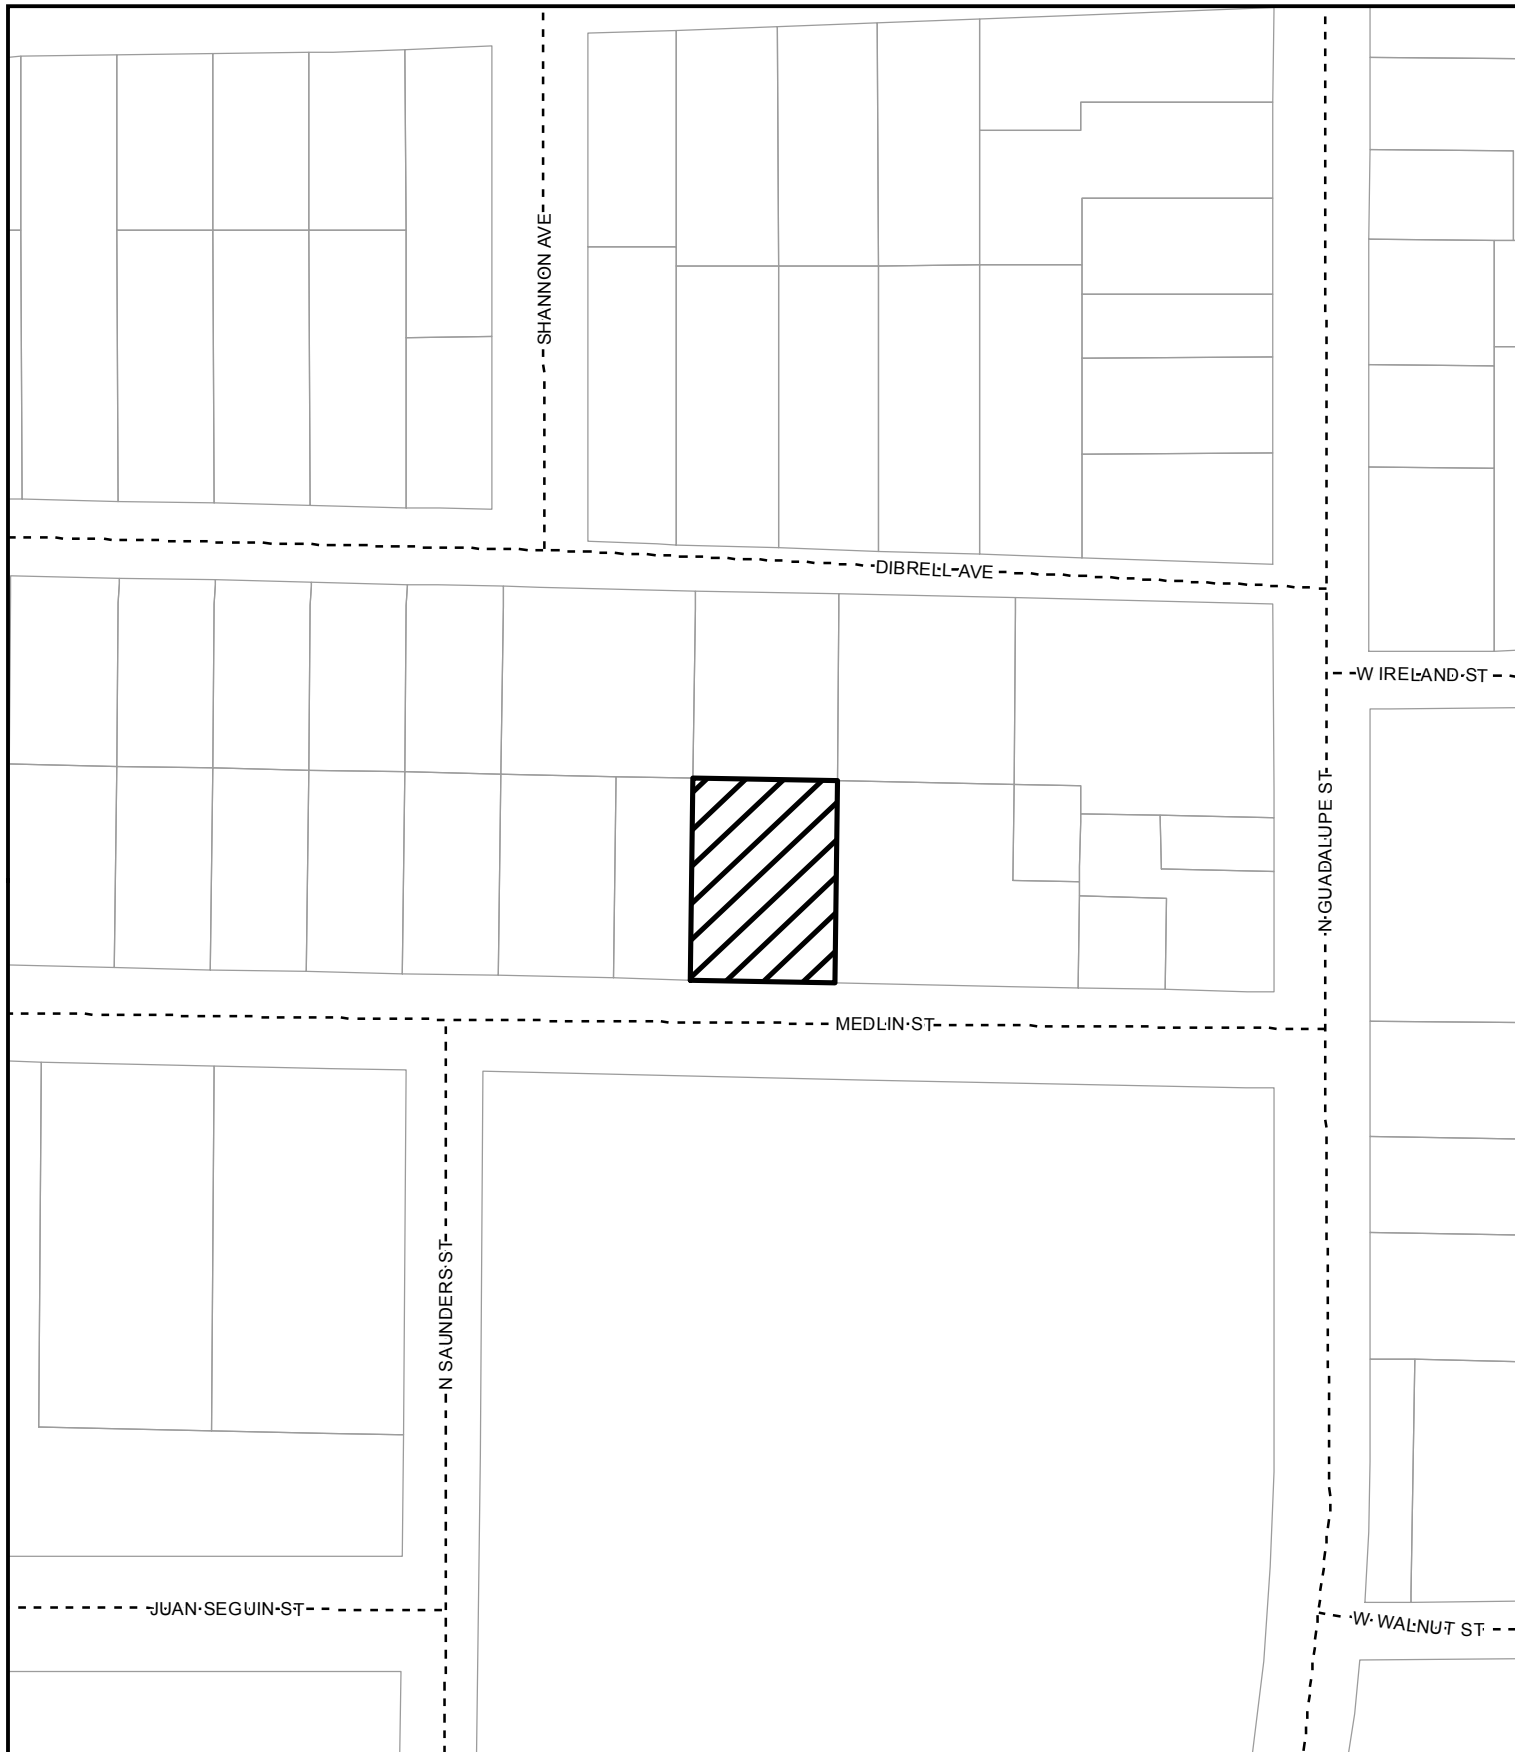 SHANNON AVE
DIBRELL AVE
W IRELAND ST
N GUADALUPE ST
MEDLIN ST
N SAUNDERS ST
JUAN SEGUIN ST
W WALNUT ST